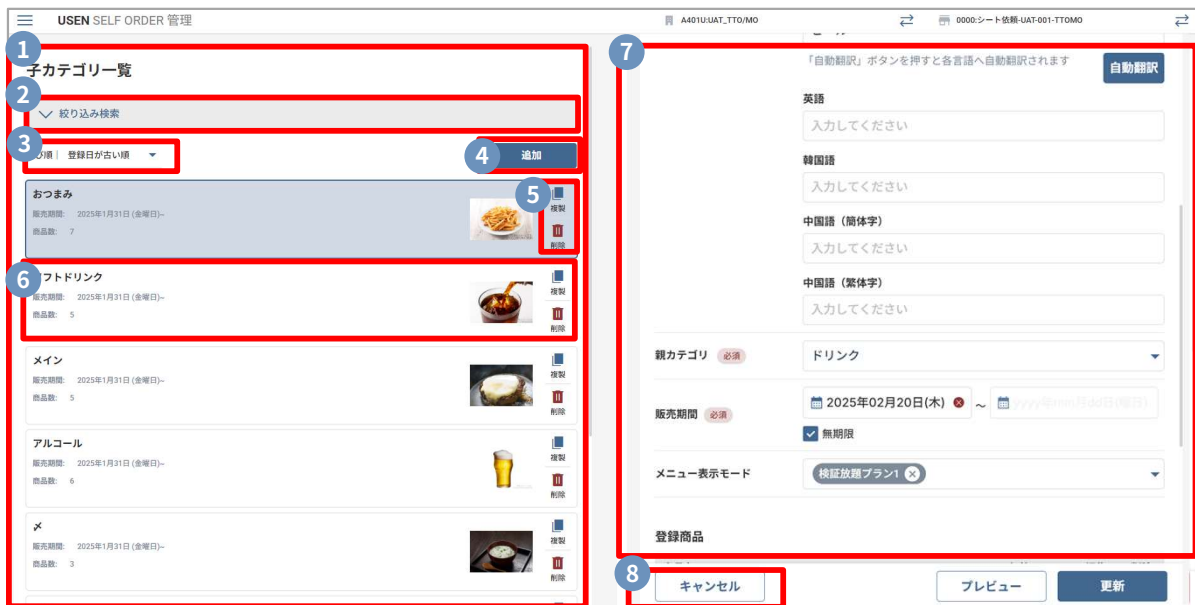 USEN SELF ORDER 管理
A401U:UAT_TTO/MO
0000:シート依頼-UAT-001-TTOMO
1
子カテゴリ一覧
2
絞り込み検索
3
び順 | 登録日が古い順
4
追加
おつまみ
販売期間: 2025年1月31日 (金曜日)~
商品数: 7
5
複製
削除
6
フトドリンク
販売期間: 2025年1月31日 (金曜日)~
商品数: 5
複製
削除
メイン
販売期間: 2025年1月31日 (金曜日)~
商品数: 5
複製
削除
アルコール
販売期間: 2025年1月31日 (金曜日)~
商品数: 6
複製
削除
〆
販売期間: 2025年1月31日 (金曜日)~
商品数: 3
複製
削除
7
「自動翻訳」ボタンを押すと各言語へ自動翻訳されます
自動翻訳
英語
入力してください
韓国語
入力してください
中国語（簡体字）
入力してください
中国語（繁体字）
入力してください
親カテゴリ 必須
ドリンク
販売期間 必須
2025年02月20日(木) ~ yyyy年mm月dd日(曜日)
無期限
メニュー表示モード
検証放題プラン1
登録商品
8
キャンセル
プレビュー
更新